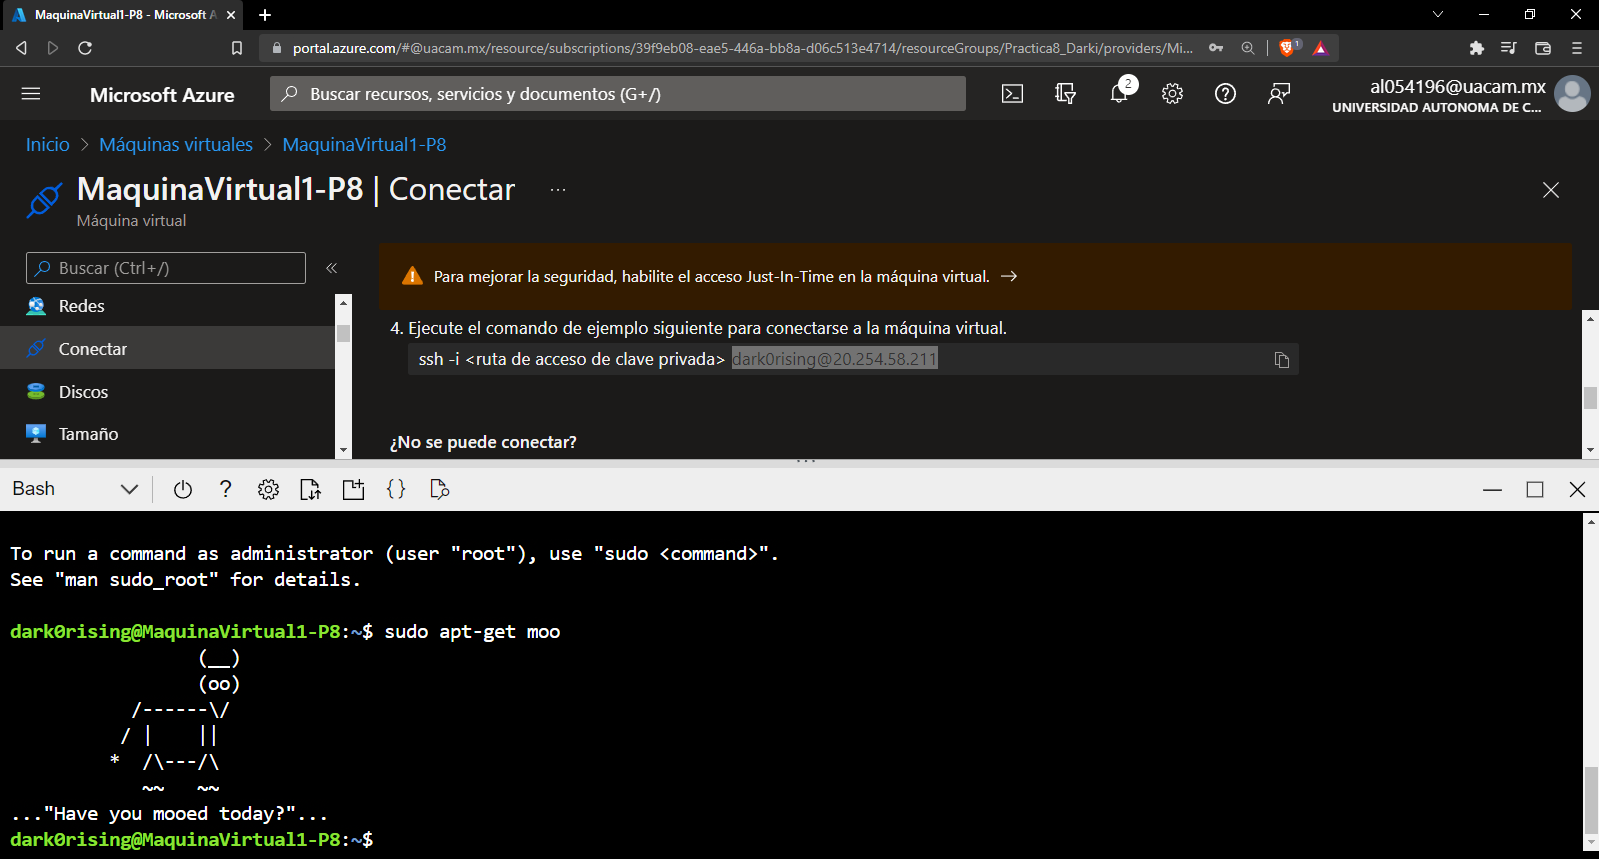 MaquinaVirtual1-P8 - Microsoft A
portal.azure.com/#@uacam.mx/resource/subscriptions/39f9eb08-eae5-446a-bb8a-d06c513e4714/resourceGroups/Practica8_Darki/providers/Mi...
1
Microsoft Azure
Buscar recursos, servicios y documentos (G+/)
2
al054196@uacam.mx
UNIVERSIDAD AUTONOMA DE C...
Inicio > Máquinas virtuales > MaquinaVirtual1-P8
MaquinaVirtual1-P8 | Conectar ...
Máquina virtual
Buscar (Ctrl+/)
«
Redes
Conectar
Discos
Tamaño
Para mejorar la seguridad, habilite el acceso Just-In-Time en la máquina virtual. →
4. Ejecute el comando de ejemplo siguiente para conectarse a la máquina virtual.
ssh -i <ruta de acceso de clave privada> dark0rising@20.254.58.211
¿No se puede conectar?
Bash
To run a command as administrator (user "root"), use "sudo <command>".
See "man sudo_root" for details.
dark0rising@MaquinaVirtual1-P8:~$ sudo apt-get moo
                 (__)
                 (oo)
           /------\/
          / |    ||
         *  /\---/\
            ~~   ~~
..."Have you mooed today?"...
dark0rising@MaquinaVirtual1-P8:~$